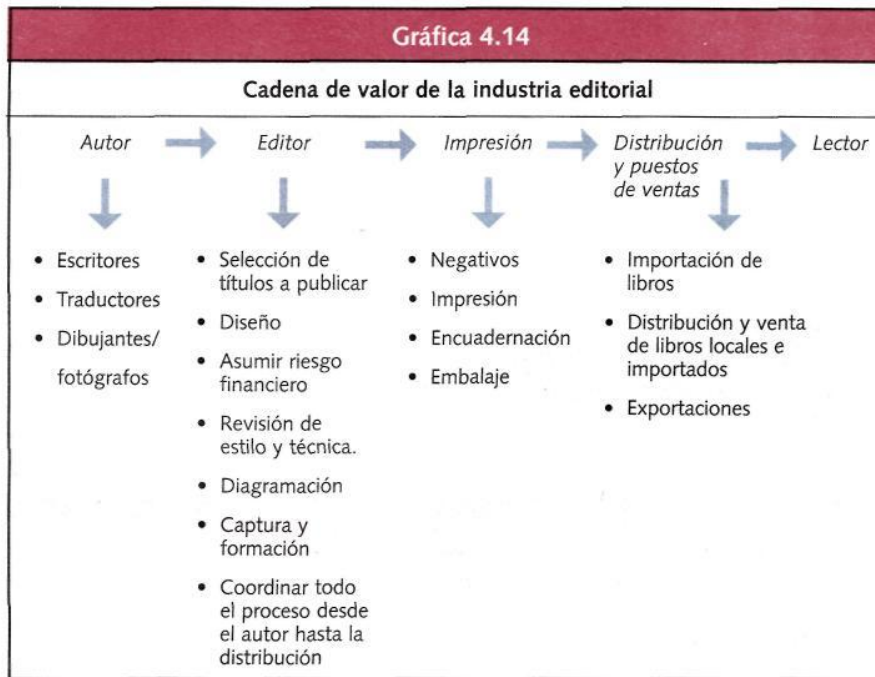 Gráfica 4.14
Cadena de valor de la industria editorial
Autor
Editor
Impresión
Distribución
y puestos
de ventas
Lector
• Escritores
• Traductores
• Dibujantes/
fotógrafos
• Selección de
títulos a publicar
• Diseño
• Asumir riesgo
financiero
• Revisión de
estilo y técnica.
• Diagramación
• Captura y
formación
• Coordinar todo
el proceso desde
el autor hasta la
distribución
• Negativos
• Impresión
• Encuadernación
• Embalaje
• Importación de
libros
• Distribución y venta
de libros locales e
importados
• Exportaciones